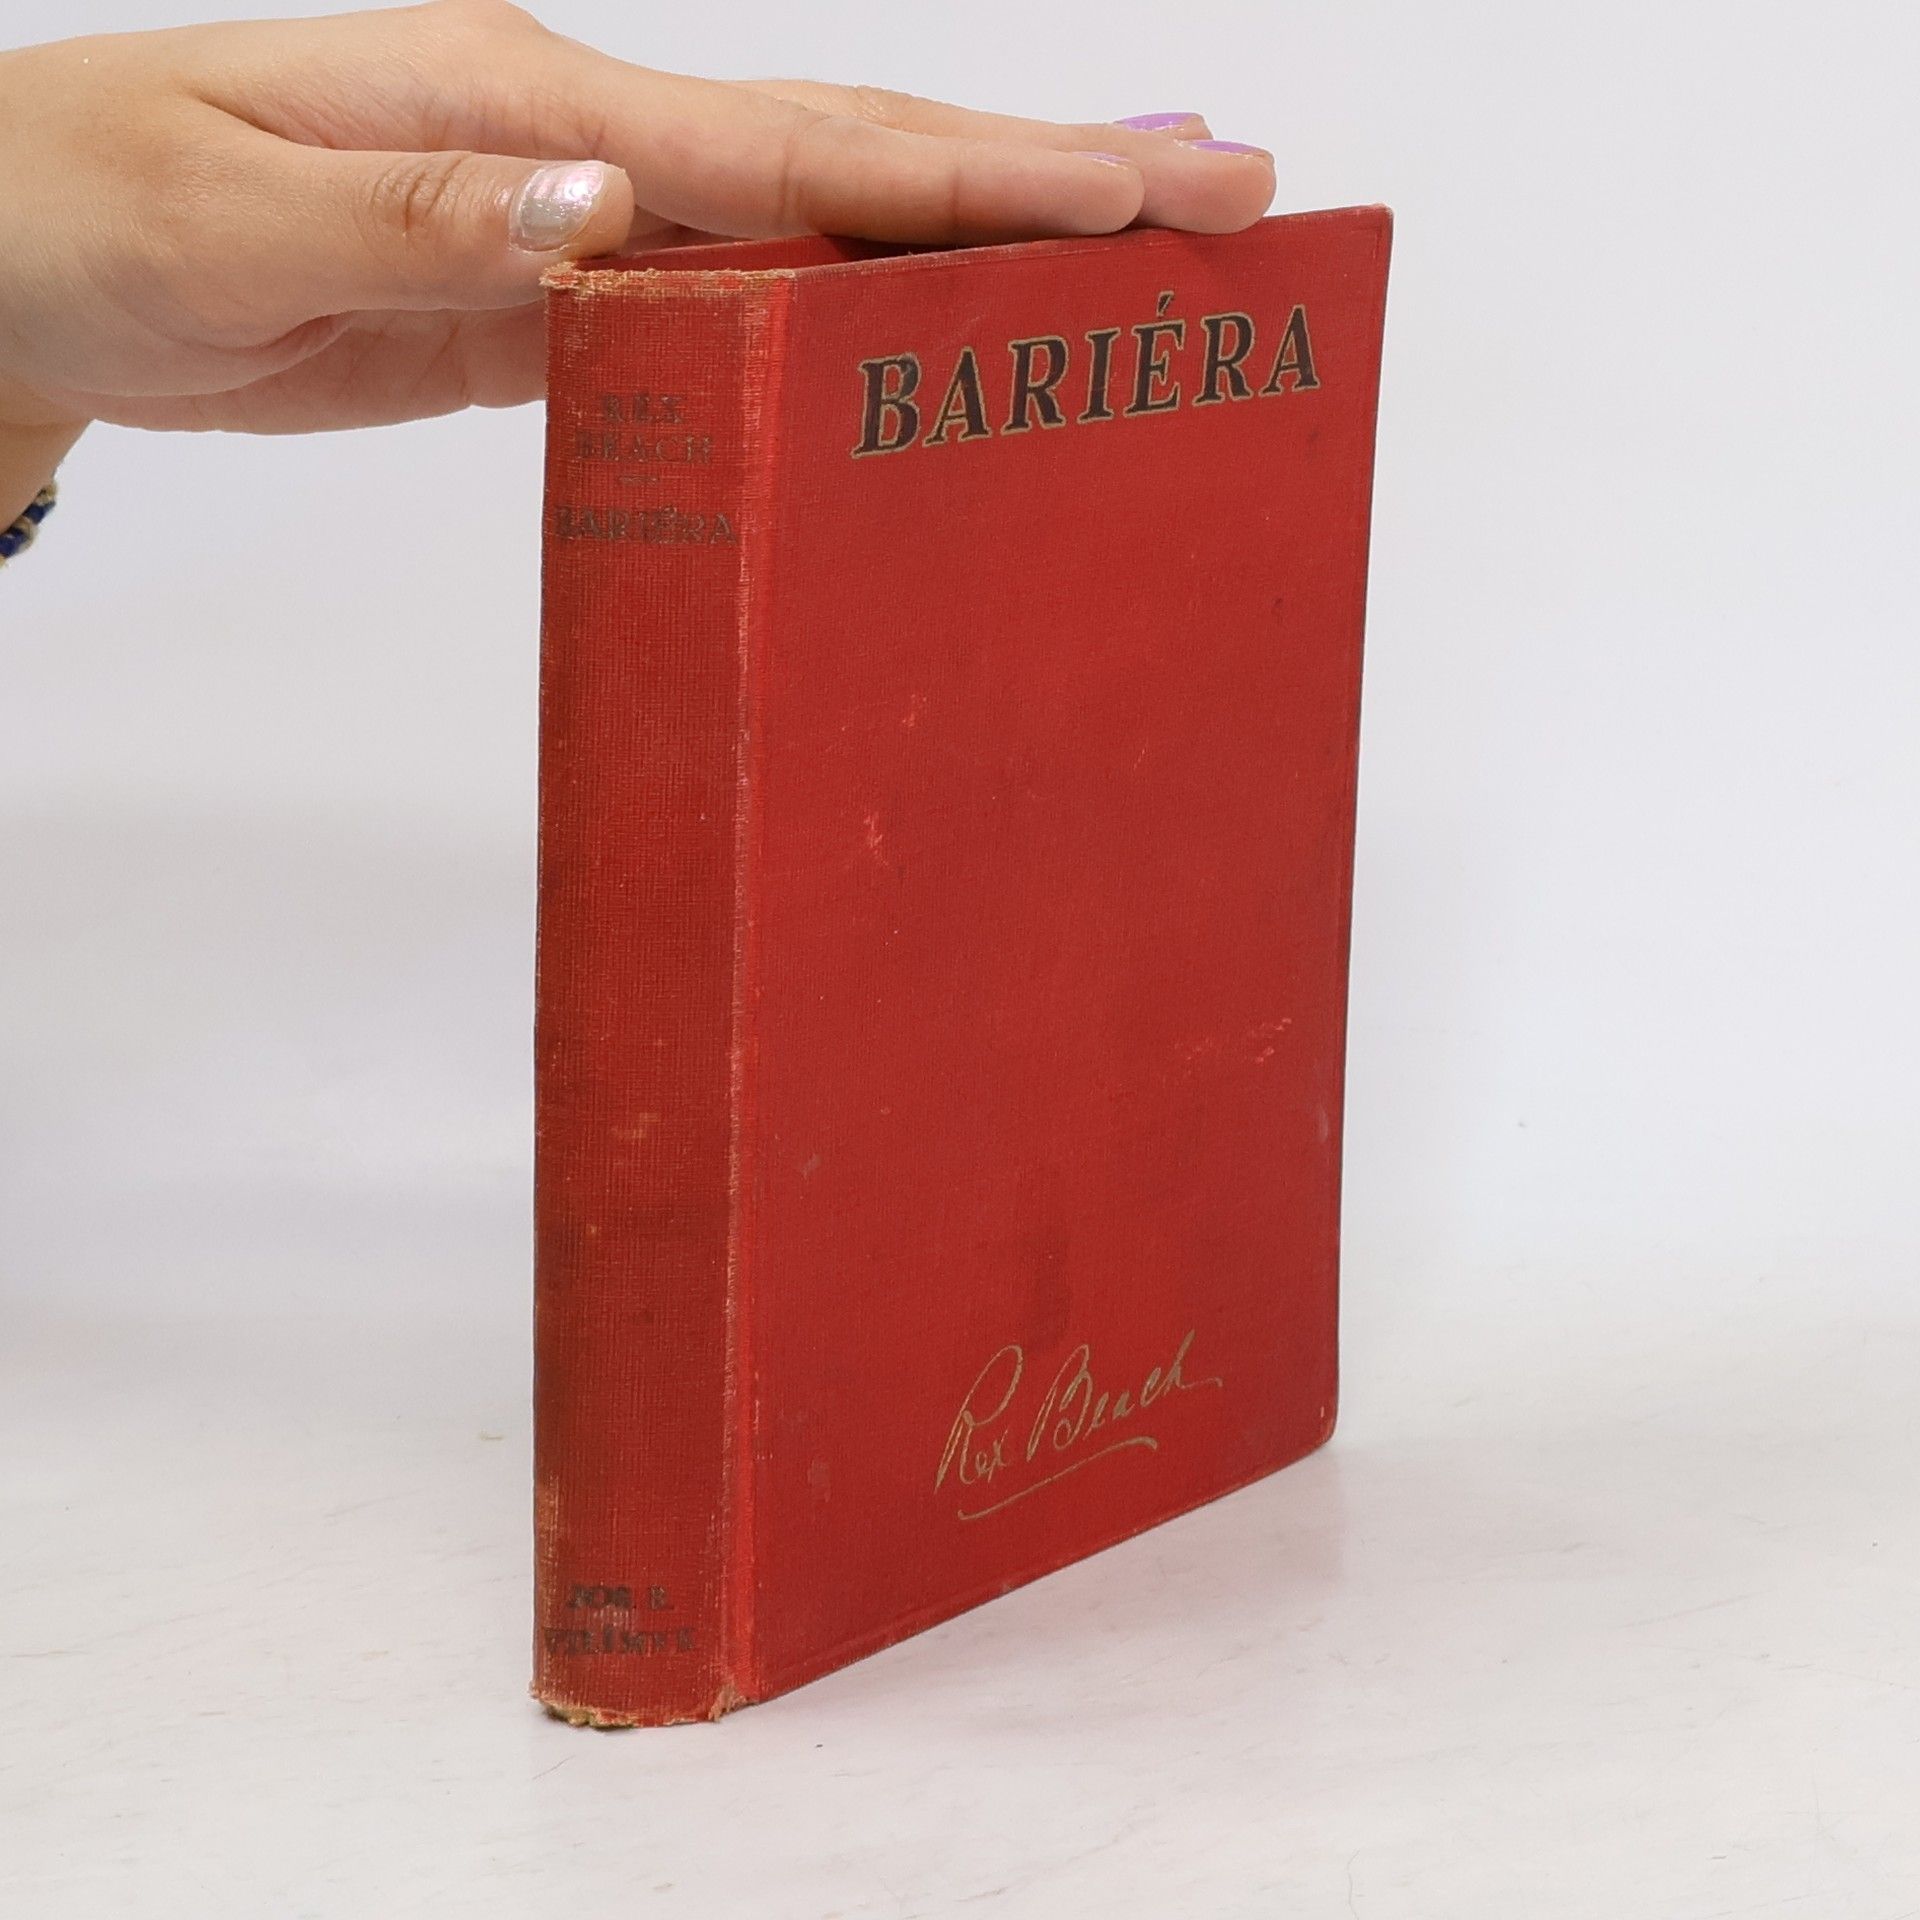 REX
BEACH
BARIÉRA
JOS. R.
VILÍMEK
BARIÉRA
Rex Beach